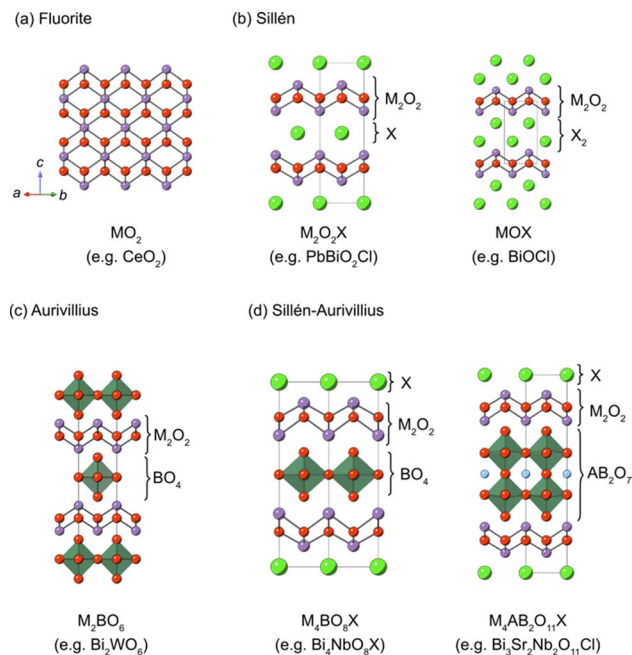 (a) Fluorite
(b) Sillén
M₂O₂
X
M₂O₂
X₂
c
a
b
MO₂
(e.g. CeO₂)
M₂O₂X
(e.g. PbBiO₂Cl)
MOX
(e.g. BiOCl)
(c) Aurivillius
(d) Sillén-Aurivillius
M₂O₂
BO₄
X
M₂O₂
BO₄
X
M₂O₂
AB₂O₇
M₂BO₆
(e.g. Bi₂WO₆)
M₄BO₈X
(e.g. Bi₄NbO₈X)
M₄AB₂O₁₁X
(e.g. Bi₃Sr₂Nb₂O₁₁Cl)